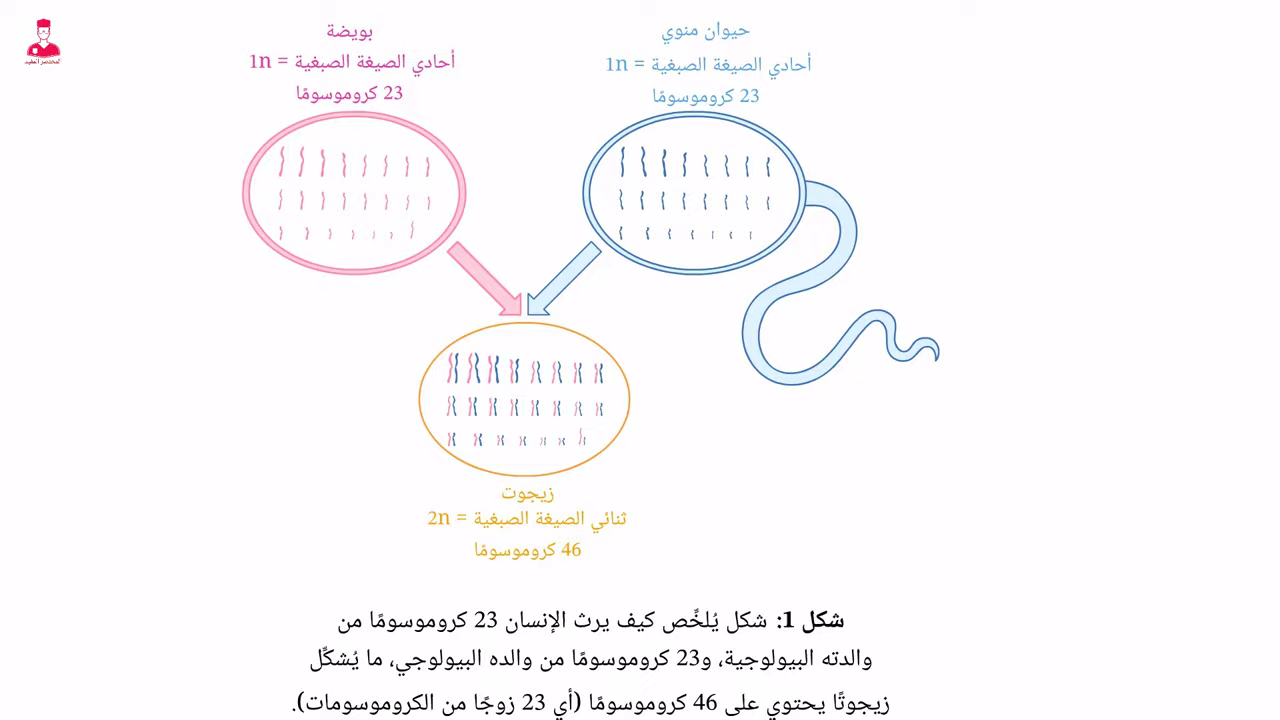 المختصر المفيد
بويضة
أحادي الصيغة الصبغية = 1n
23 كروموسومًا
حيوان منوي
أحادي الصيغة الصبغية = 1n
23 كروموسومًا
زيجوت
ثنائي الصيغة الصبغية = 2n
46 كروموسومًا
شكل 1: شكل يُلخِّص كيف يرث الإنسان 23 كروموسومًا من
والدته البيولوجية، و23 كروموسومًا من والده البيولوجي، ما يُشكِّل
زيجوتًا يحتوي على 46 كروموسومًا (أي 23 زوجًا من الكروموسومات).